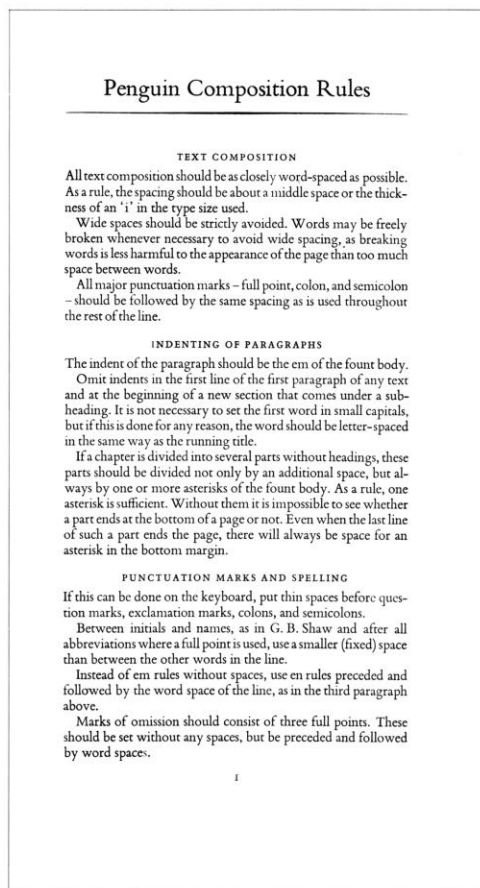 Penguin Composition Rules
TEXT COMPOSITION
All text composition should be as closely word-spaced as possible.
As a rule, the spacing should be about a middle space or the thick-
ness of an ‘i’ in the type size used.
Wide spaces should be strictly avoided. Words may be freely
broken whenever necessary to avoid wide spacing, as breaking
words is less harmful to the appearance of the page than too much
space between words.
All major punctuation marks – full point, colon, and semicolon
– should be followed by the same spacing as is used throughout
the rest of the line.
INDENTING OF PARAGRAPHS
The indent of the paragraph should be the em of the fount body.
Omit indents in the first line of the first paragraph of any text
and at the beginning of a new section that comes under a sub-
heading. It is not necessary to set the first word in small capitals,
but if this is done for any reason, the word should be letter-spaced
in the same way as the running title.
If a chapter is divided into several parts without headings, these
parts should be divided not only by an additional space, but al-
ways by one or more asterisks of the fount body. As a rule, one
asterisk is sufficient. Without them it is impossible to see whether
a part ends at the bottom of a page or not. Even when the last line
of such a part ends the page, there will always be space for an
asterisk in the bottom margin.
PUNCTUATION MARKS AND SPELLING
If this can be done on the keyboard, put thin spaces before ques-
tion marks, exclamation marks, colons, and semicolons.
Between initials and names, as in G. B. Shaw and after all
abbreviations where a full point is used, use a smaller (fixed) space
than between the other words in the line.
Instead of em rules without spaces, use en rules preceded and
followed by the word space of the line, as in the third paragraph
above.
Marks of omission should consist of three full points. These
should be set without any spaces, but be preceded and followed
by word spaces.
1